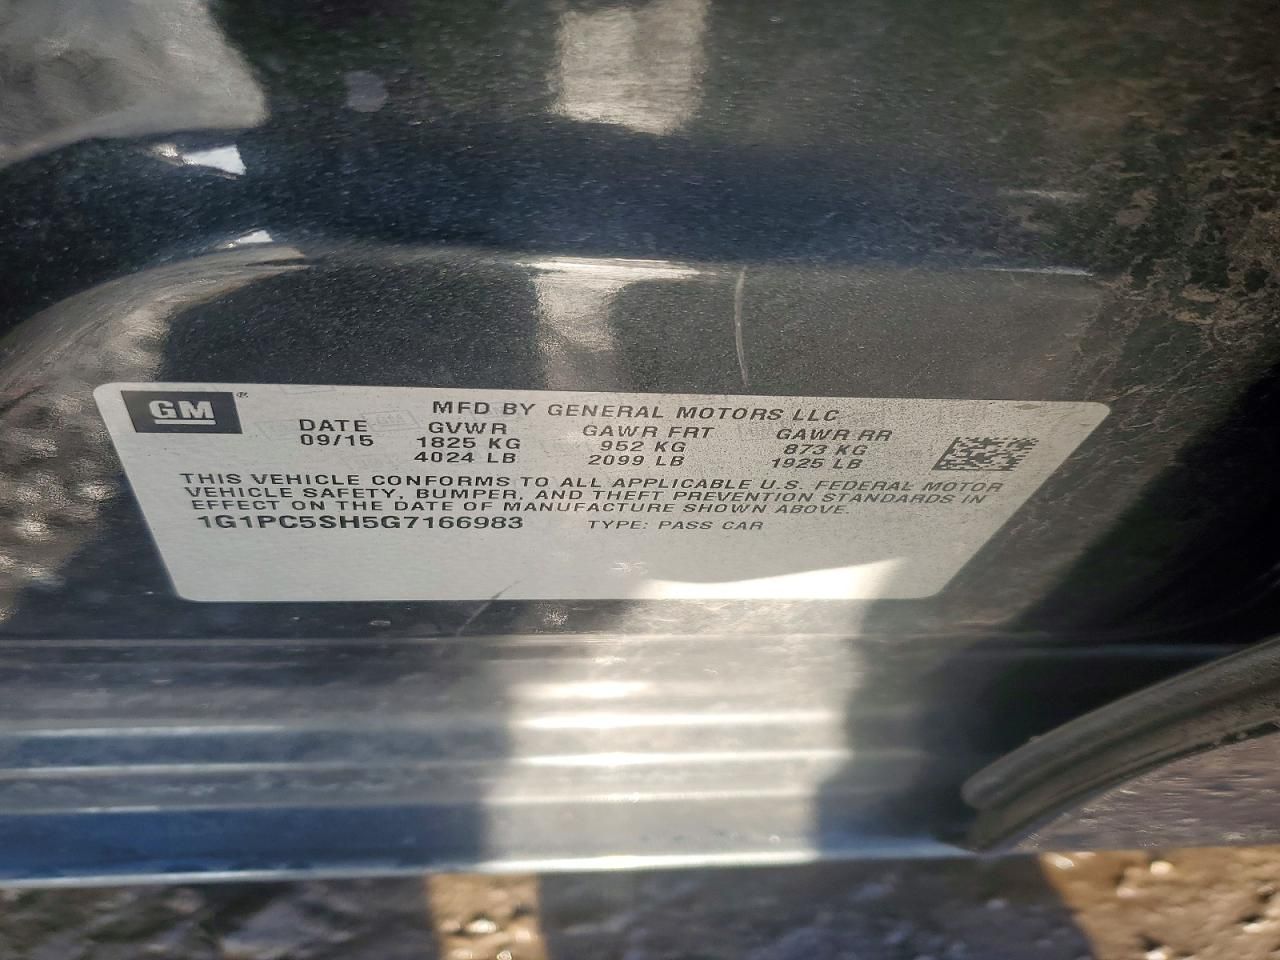 GM ®
MFD BY GENERAL MOTORS LLC
DATE GVWR GAWR FRT GAWR RR
09/15 1825 KG 952 KG 873 KG
4024 LB 2099 LB 1925 LB
THIS VEHICLE CONFORMS TO ALL APPLICABLE U.S. FEDERAL MOTOR
VEHICLE SAFETY, BUMPER, AND THEFT PREVENTION STANDARDS IN
EFFECT ON THE DATE OF MANUFACTURE SHOWN ABOVE.
1G1PC5SH5G7166983 TYPE: PASS CAR